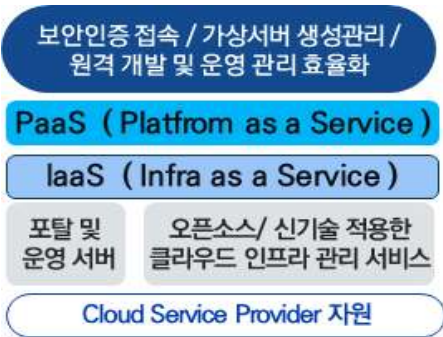 보안인증 접속 / 가상서버 생성관리 /
원격 개발 및 운영 관리 효율화
PaaS ( Platfrom as a Service )
IaaS ( Infra as a Service )
포탈 및
운영 서버
오픈소스/ 신기술 적용한
클라우드 인프라 관리 서비스
Cloud Service Provider 자원